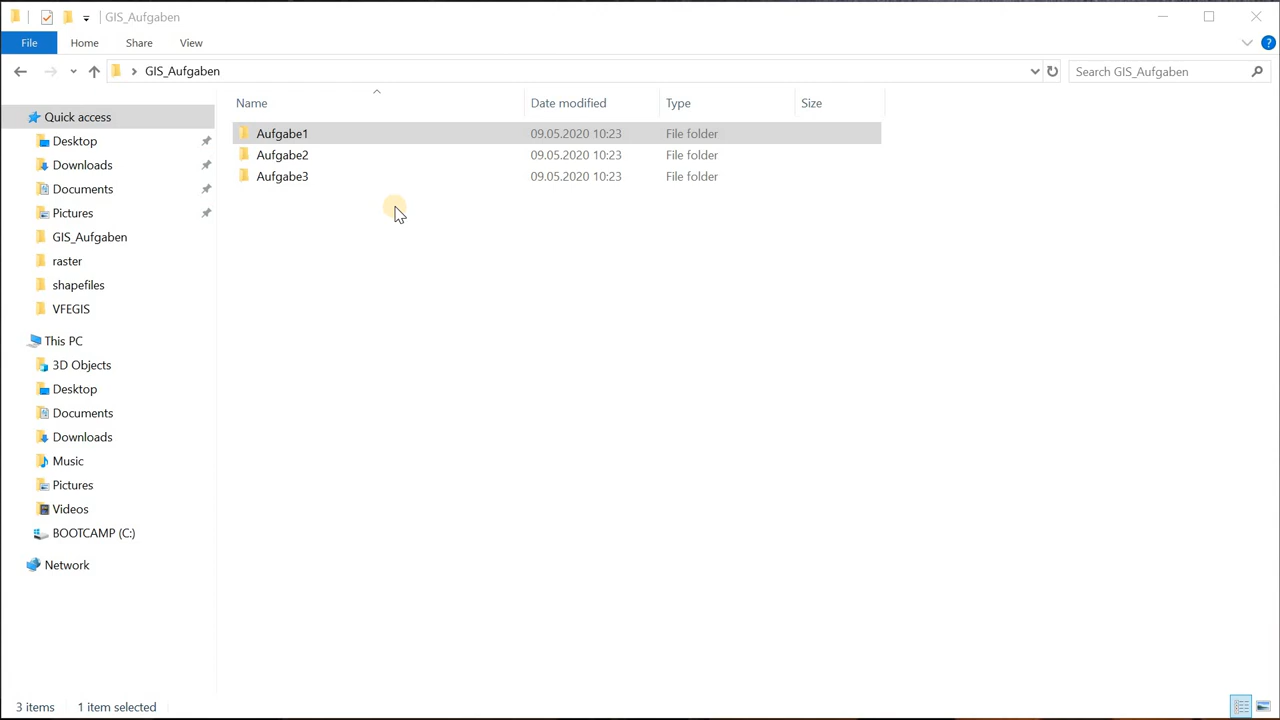 GIS_Aufgaben
File Home Share View
GIS_Aufgaben
Search GIS_Aufgaben
Name Date modified Type Size
Aufgabe1 09.05.2020 10:23 File folder
Aufgabe2 09.05.2020 10:23 File folder
Aufgabe3 09.05.2020 10:23 File folder
Quick access
Desktop
Downloads
Documents
Pictures
GIS_Aufgaben
raster
shapefiles
VFEGIS
This PC
3D Objects
Desktop
Documents
Downloads
Music
Pictures
Videos
BOOTCAMP (C:)
Network
3 items 1 item selected